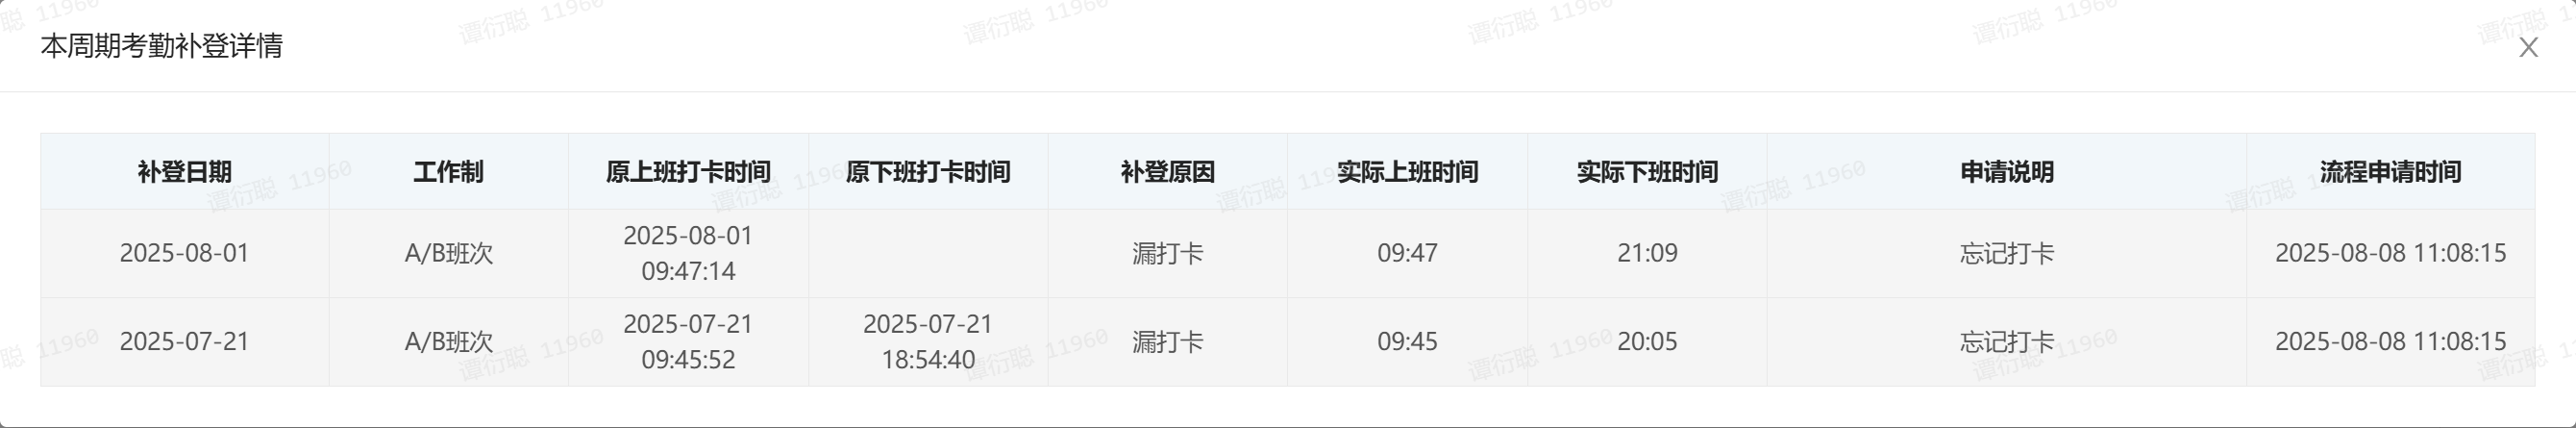 本周期考勤补登详情
X
补登日期 工作制 原上班打卡时间 原下班打卡时间 补登原因 实际上班时间 实际下班时间 申请说明 流程申请时间
2025-08-01 A/B班次 2025-08-01 09:47:14 漏打卡 09:47 21:09 忘记打卡 2025-08-08 11:08:15
2025-07-21 A/B班次 2025-07-21 09:45:52 2025-07-21 18:54:40 漏打卡 09:45 20:05 忘记打卡 2025-08-08 11:08:15
谭衍聪 11960